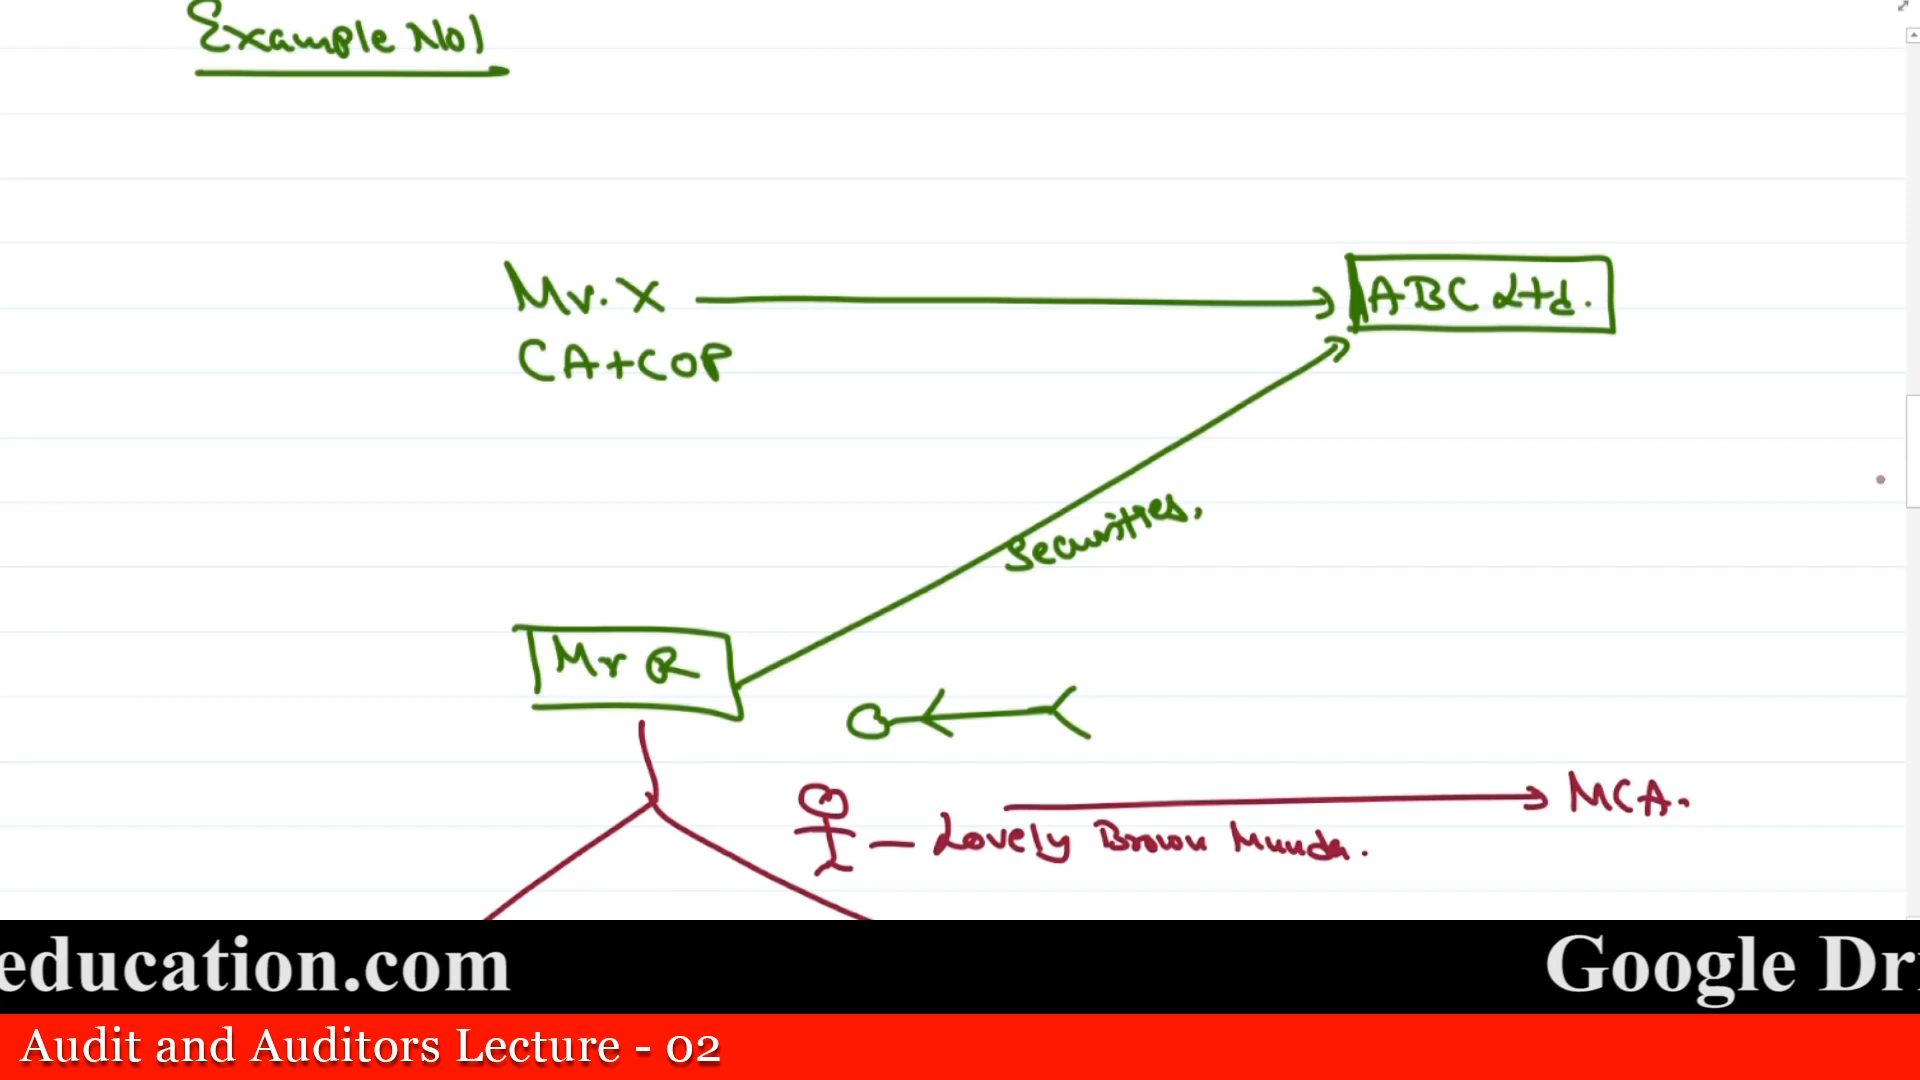 Example No 1
Mr. X
ABC Ltd.
CA+COP
Securities.
Mr R
MCA.
Lovely Brown Munda.
education.com
Google Dri
Audit and Auditors Lecture - 02